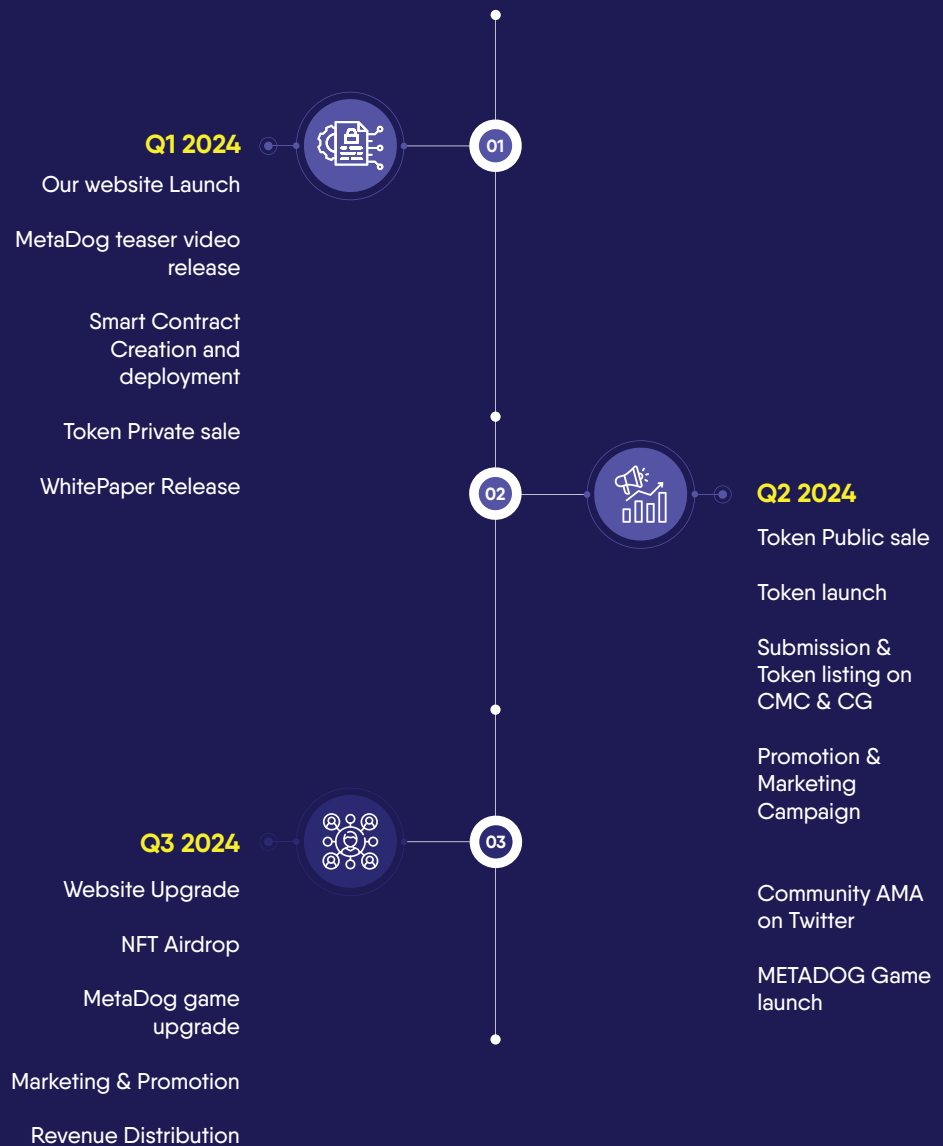 01
Q1 2024
Our website Launch
MetaDog teaser video
release
Smart Contract
Creation and
deployment
Token Private sale
WhitePaper Release
02
Q2 2024
Token Public sale
Token launch
Submission &
Token listing on
CMC & CG
Promotion &
Marketing
Campaign
Community AMA
on Twitter
METADOG Game
launch
03
Q3 2024
Website Upgrade
NFT Airdrop
MetaDog game
upgrade
Marketing & Promotion
Revenue Distribution